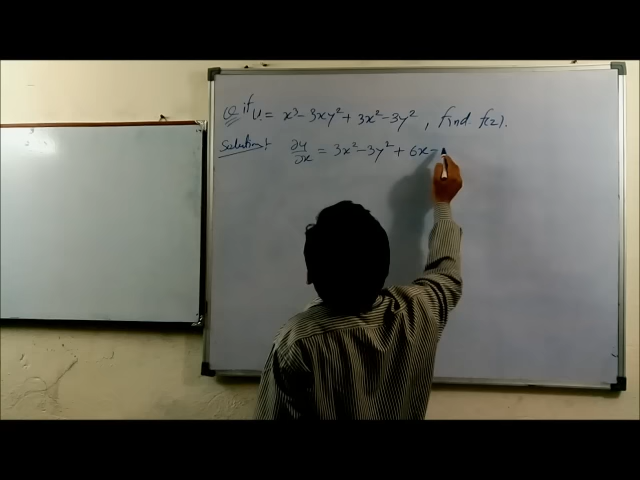 Q if u = x³ - 3xy² + 3x² - 3y² , find f(z).
Solution:- ∂u/∂x = 3x² - 3y² + 6x -